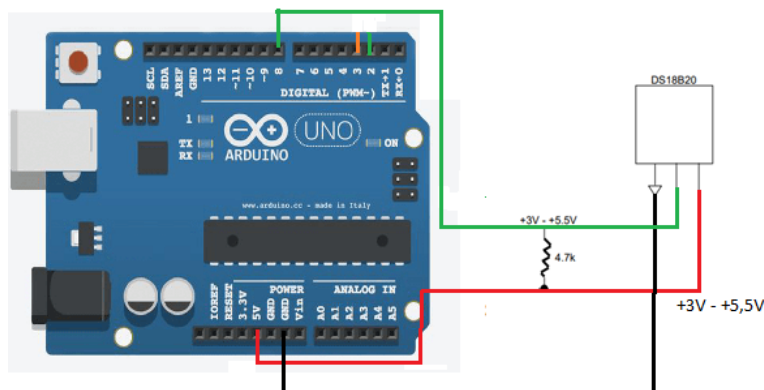 SCL
SDA
AREF
GND
13
12
~11
~10
~9
8
7
6
5
4
3
2
TX→1
RX←0
DIGITAL (PWM~)
1
TX
RX
UNO
ARDUINO
ON
www.arduino.cc - made in Italy
POWER
ANALOG IN
IOREF
RESET
3.3V
5V
GND
GND
Vin
A0
A1
A2
A3
A4
A5
DS18B20
+3V - +5.5V
4.7k
+3V - +5,5V